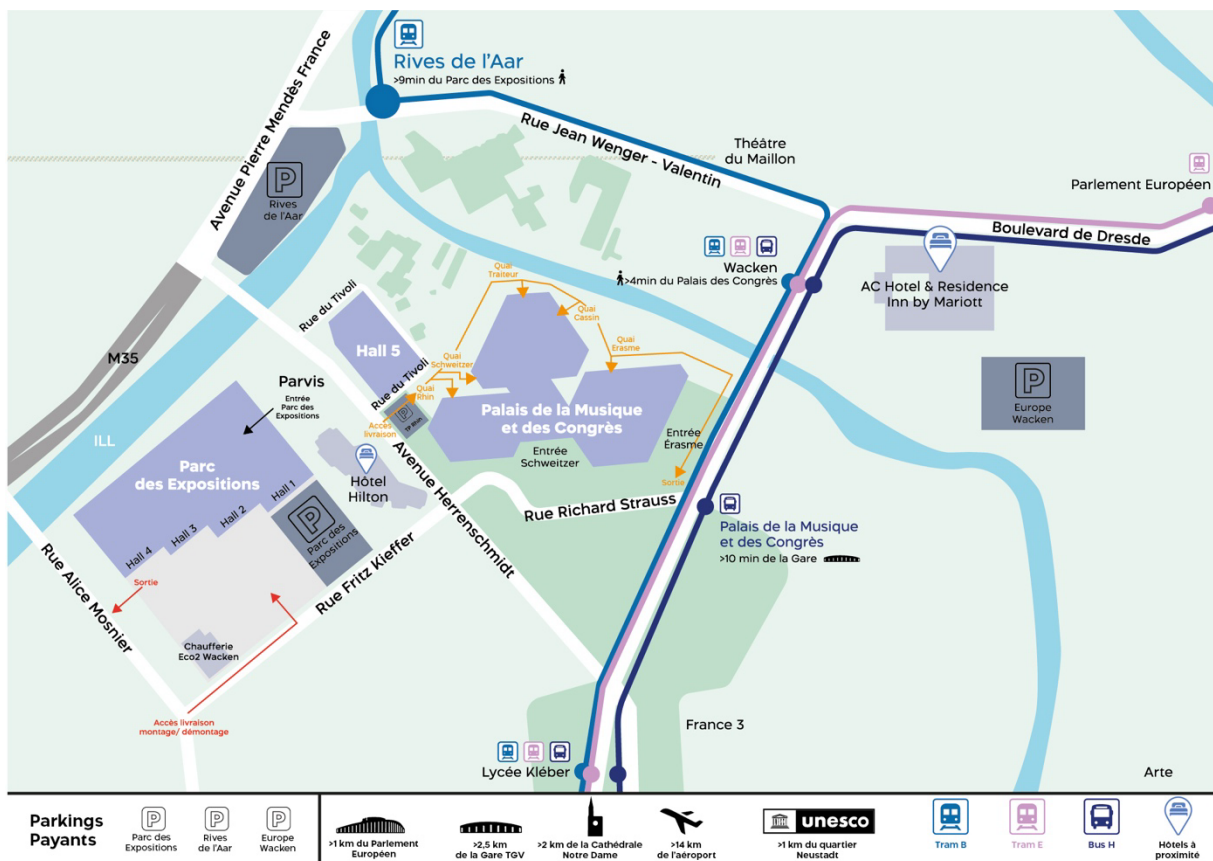 Rives de l'Aar
>9min du Parc des Expositions
Avenue Pierre Mendès France
Rue Jean Wenger - Valentin
Théâtre
du Maillon
P
Rives
de l'Aar
Parlement Européen
Boulevard de Dresde
Wacken
>4min du Palais des Congrès
AC Hotel & Residence
Inn by Mariott
Quai
Traiteur
Quai
Cassin
Quai
Erasme
Rue du Tivoli
Hall 5
Quai
Schweitzer
Rue du Tivoli
Quai
Rhin
P
TP Rhin
Accès
livraison
M35
Parvis
Entrée
Parc des
Expositions
P
Europe
Wacken
Palais de la Musique
et des Congrès
Entrée
Schweitzer
Entrée
Érasme
Sortie
ILL
Parc
des Expositions
Hôtel
Hilton
Avenue Herrenschmidt
Rue Richard Strauss
Palais de la Musique
et des Congrès
>10 min de la Gare
Hall 1
Hall 2
Hall 3
Hall 4
P
Parc des
Expositions
Sortie
Rue Fritz Kieffer
Rue Alice Mosnier
Chaufferie
Eco2 Wacken
Accès livraison
montage/ démontage
France 3
Lycée Kléber
Arte
Parkings
Payants
P
Parc des
Expositions
P
Rives
de l'Aar
P
Europe
Wacken
>1 km du Parlement
Européen
>2,5 km
de la Gare TGV
>2 km de la Cathédrale
Notre Dame
>14 km
de l'aéroport
unesco
>1 km du quartier
Neustadt
Tram B
Tram E
Bus H
Hôtels à
proximité